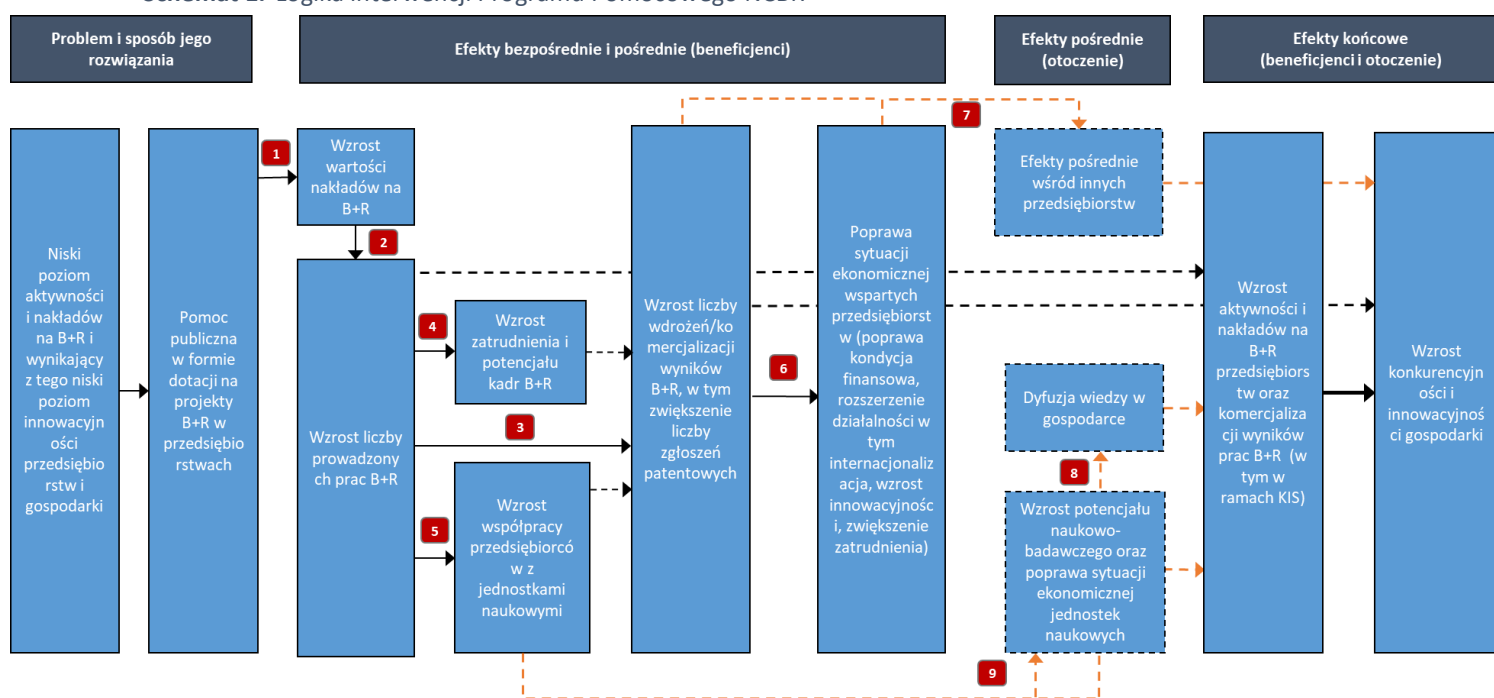 Problem i sposób jego
rozwiązania
Efekty bezpośrednie i pośrednie (beneficjenci)
Efekty pośrednie
(otoczenie)
Efekty końcowe
(beneficjenci i otoczenie)
Niski
poziom
aktywności
i nakładów
na B+R i
wynikający
z tego niski
poziom
innowacyjn
ości
przedsiębio
rstw i
gospodarki
Pomoc
publiczna
w formie
dotacji na
projekty
B+R w
przedsiębio
rstwach
1
Wzrost
wartości
nakładów na
B+R
2
Wzrost liczby
prowadzony
ch prac B+R
4
Wzrost
zatrudnienia i
potencjału
kadr B+R
3
5
Wzrost
współpracy
przedsiębiorcó
w z
jednostkami
naukowymi
Wzrost liczby
wdrożeń/ko
mercjalizacji
wyników
B+R, w tym
zwiększenie
liczby
zgłoszeń
patentowych
6
Poprawa
sytuacji
ekonomicznej
wspartych
przedsiębiorst
w (poprawa
kondycja
finansowa,
rozszerzenie
działalności w
tym
internacjonaliz
acja, wzrost
innowacyjnośc
i, zwiększenie
zatrudnienia)
7
Efekty pośrednie
wśród innych
przedsiębiorstw
Dyfuzja wiedzy w
gospodarce
8
Wzrost potencjału
naukowo-
badawczego oraz
poprawa sytuacji
ekonomicznej
jednostek
naukowych
9
Wzrost
aktywności i
nakładów na
B+R
przedsiębiors
tw oraz
komercjaliza
cji wyników
prac B+R (w
tym w
ramach KIS)
Wzrost
konkurencyjn
ości i
innowacyjnoś
ci gospodarki